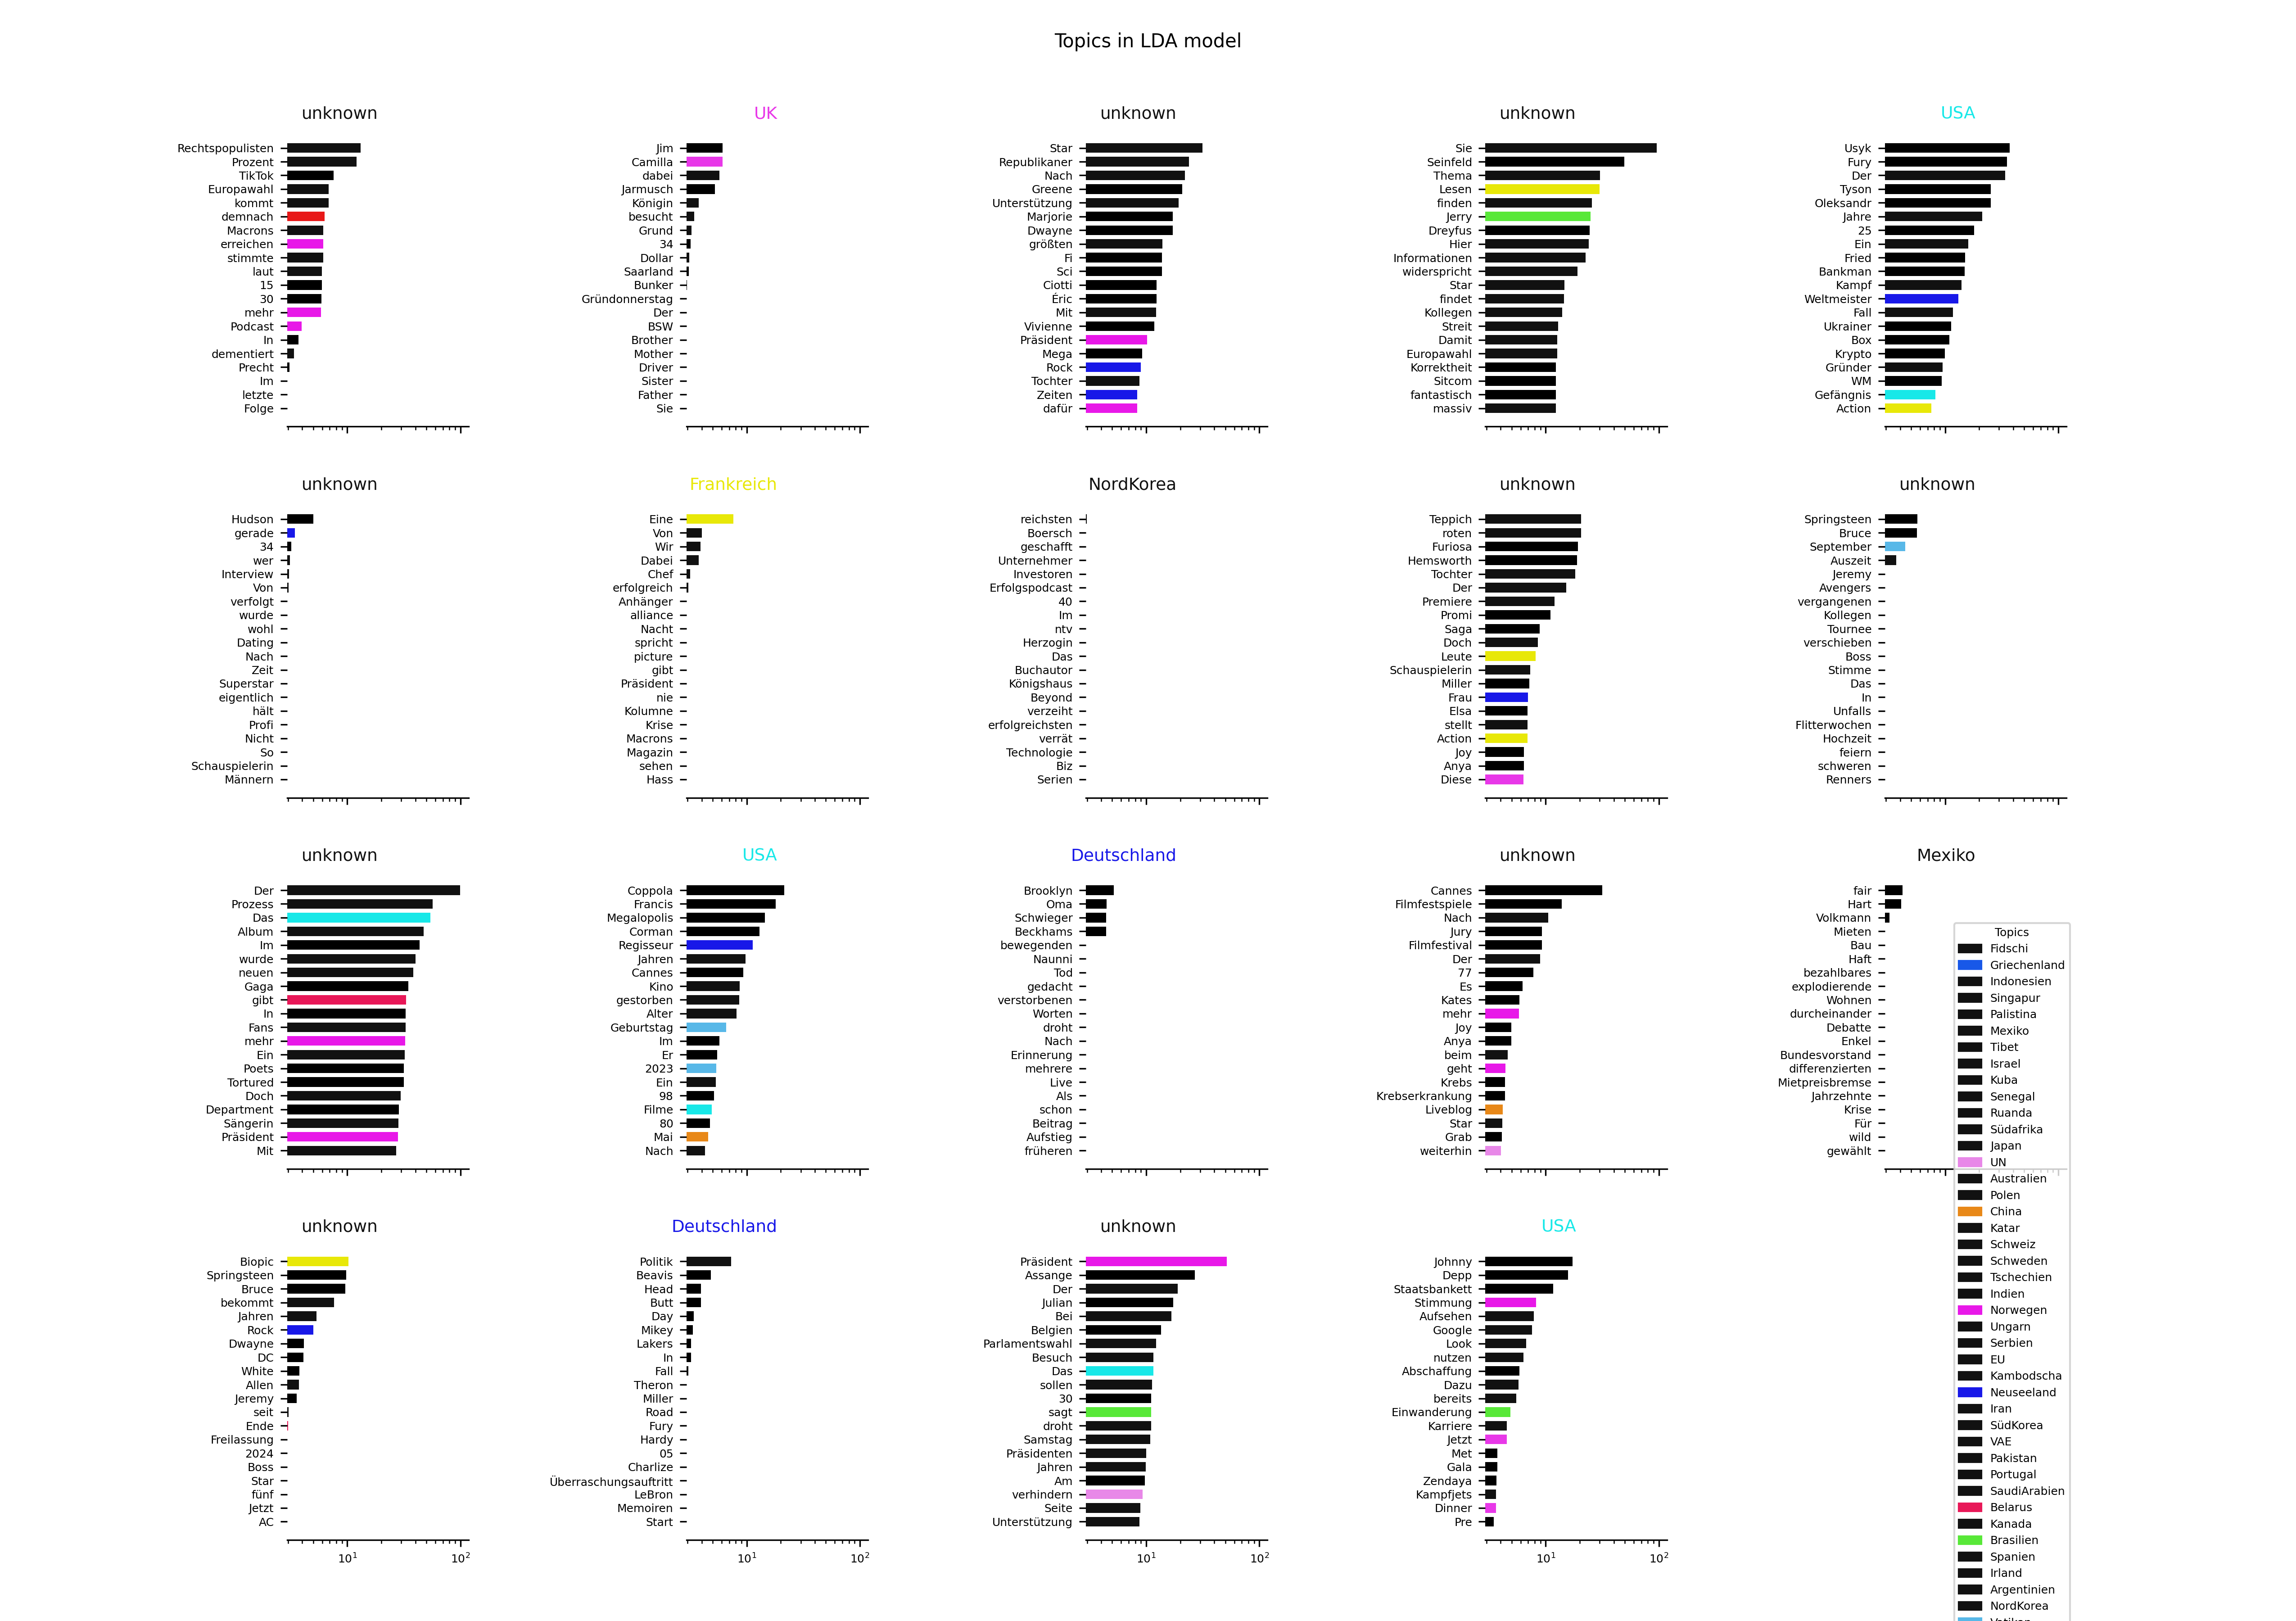 Topics in LDA model
unknown
Rechtspopulisten
Prozent
TikTok
Europawahl
kommt
demnach
Macrons
erreichen
stimmte
laut
15
30
mehr
Podcast
In
dementiert
Precht
Im
letzte
Folge
UK
Jim
Camilla
dabei
Jarmusch
Königin
besucht
Grund
34
Dollar
Saarland
Bunker
Gründonnerstag
Der
BSW
Brother
Mother
Driver
Sister
Father
Sie
unknown
Star
Republikaner
Nach
Greene
Unterstützung
Marjorie
Dwayne
größten
Fi
Sci
Ciotti
Éric
Mit
Vivienne
Präsident
Mega
Rock
Tochter
Zeiten
dafür
unknown
Sie
Seinfeld
Thema
Lesen
finden
Jerry
Dreyfus
Hier
Informationen
widerspricht
Star
findet
Kollegen
Streit
Damit
Europawahl
Korrektheit
Sitcom
fantastisch
massiv
USA
Usyk
Fury
Der
Tyson
Oleksandr
Jahre
25
Ein
Fried
Bankman
Kampf
Weltmeister
Fall
Ukrainer
Box
Krypto
Gründer
WM
Gefängnis
Action
unknown
Hudson
gerade
34
wer
Interview
Von
verfolgt
wurde
wohl
Dating
Nach
Zeit
Superstar
eigentlich
hält
Profi
Nicht
So
Schauspielerin
Männern
Frankreich
Eine
Von
Wir
Dabei
Chef
erfolgreich
Anhänger
alliance
Nacht
spricht
picture
gibt
Präsident
nie
Kolumne
Krise
Macrons
Magazin
sehen
Hass
NordKorea
reichsten
Boersch
geschafft
Unternehmer
Investoren
Erfolgspodcast
40
Im
ntv
Herzogin
Das
Buchautor
Königshaus
Beyond
verzeiht
erfolgreichsten
verrät
Technologie
Biz
Serien
unknown
Teppich
roten
Furiosa
Hemsworth
Tochter
Der
Premiere
Promi
Saga
Doch
Leute
Schauspielerin
Miller
Frau
Elsa
stellt
Action
Joy
Anya
Diese
unknown
Springsteen
Bruce
September
Auszeit
Jeremy
Avengers
vergangenen
Kollegen
Tournee
verschieben
Boss
Stimme
Das
In
Unfalls
Flitterwochen
Hochzeit
feiern
schweren
Renners
unknown
Der
Prozess
Das
Album
Im
wurde
neuen
Gaga
gibt
In
Fans
mehr
Ein
Poets
Tortured
Doch
Department
Sängerin
Präsident
Mit
USA
Coppola
Francis
Megalopolis
Corman
Regisseur
Jahren
Cannes
Kino
gestorben
Alter
Geburtstag
Im
Er
2023
Ein
98
Filme
80
Mai
Nach
Deutschland
Brooklyn
Oma
Schwieger
Beckhams
bewegenden
Naunni
Tod
gedacht
verstorbenen
Worten
droht
Nach
Erinnerung
mehrere
Live
Als
schon
Beitrag
Aufstieg
früheren
unknown
Cannes
Filmfestspiele
Nach
Jury
Filmfestival
Der
77
Es
Kates
mehr
Joy
Anya
beim
geht
Krebs
Krebserkrankung
Liveblog
Star
Grab
weiterhin
Mexiko
fair
Hart
Volkmann
Mieten
Bau
Haft
bezahlbares
explodierende
Wohnen
durcheinander
Debatte
Enkel
Bundesvorstand
differenzierten
Mietpreisbremse
Jahrzehnte
Krise
Für
wild
gewählt
unknown
Biopic
Springsteen
Bruce
bekommt
Jahren
Rock
Dwayne
DC
White
Allen
Jeremy
seit
Ende
Freilassung
2024
Boss
Star
fünf
Jetzt
AC
10¹ 10²
Deutschland
Politik
Beavis
Head
Butt
Day
Mikey
Lakers
In
Fall
Theron
Miller
Road
Fury
Hardy
05
Charlize
Überraschungsauftritt
LeBron
Memoiren
Start
10¹ 10²
unknown
Präsident
Assange
Der
Julian
Bei
Belgien
Parlamentswahl
Besuch
Das
sollen
30
sagt
droht
Samstag
Präsidenten
Jahren
Am
verhindern
Seite
Unterstützung
10¹ 10²
USA
Johnny
Depp
Staatsbankett
Stimmung
Aufsehen
Google
Look
nutzen
Abschaffung
Dazu
bereits
Einwanderung
Karriere
Jetzt
Met
Gala
Zendaya
Kampfjets
Dinner
Pre
10¹ 10²
Topics
Fidschi
Griechenland
Indonesien
Singapur
Palistina
Mexiko
Tibet
Israel
Kuba
Senegal
Ruanda
Südafrika
Japan
UN
Australien
Polen
China
Katar
Schweiz
Schweden
Tschechien
Indien
Norwegen
Ungarn
Serbien
EU
Kambodscha
Neuseeland
Iran
SüdKorea
VAE
Pakistan
Portugal
SaudiArabien
Belarus
Kanada
Brasilien
Spanien
Irland
Argentinien
NordKorea